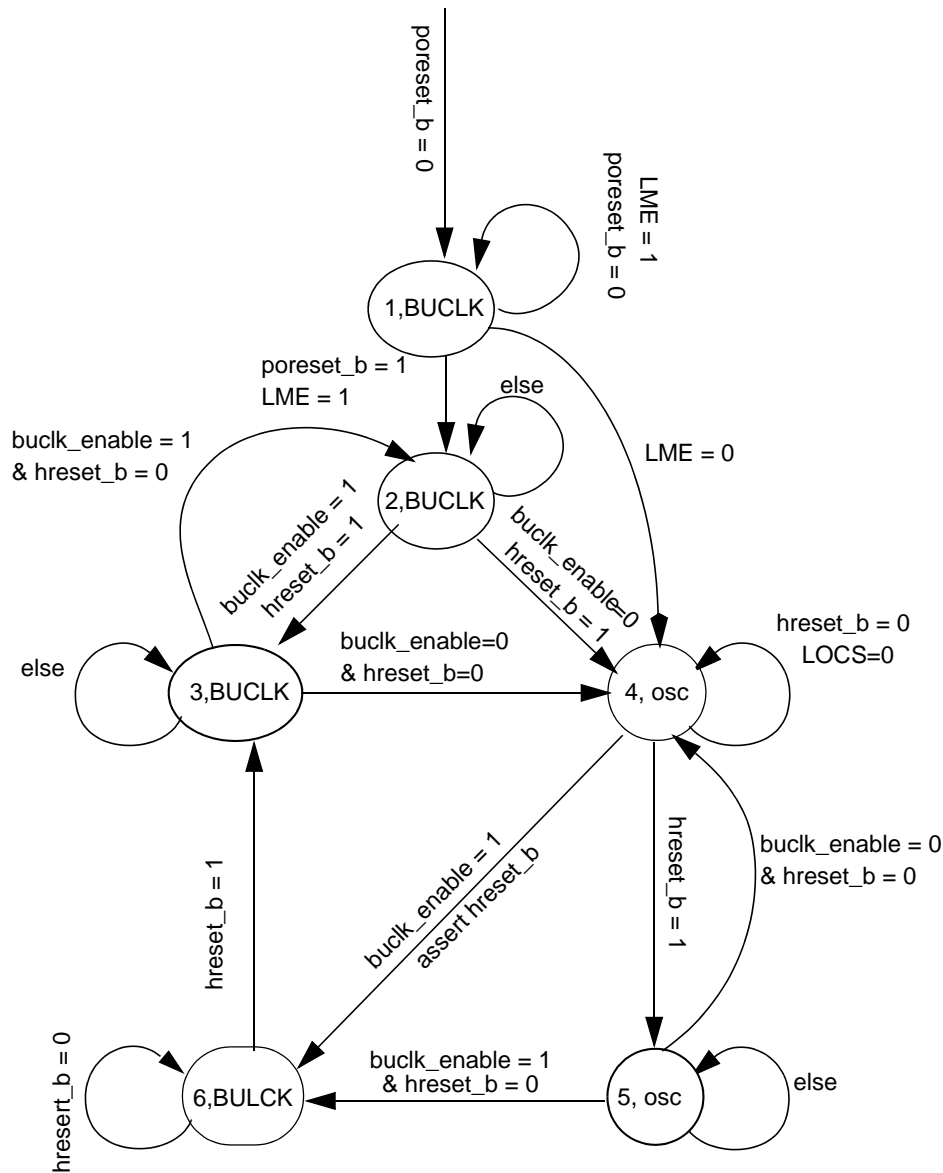 poreset_b = 0
LME = 1
poreset_b = 0
1,BUCLK
poreset_b = 1
LME = 1
else
buclk_enable = 1
& hreset_b = 0
LME = 0
2,BUCLK
buclk_enable = 1
hreset_b = 1
buclk_enable=0
hreset_b = 1
hreset_b = 0
LOCS=0
else
buclk_enable=0
& hreset_b=0
3,BUCLK
4, osc
buclk_enable = 1
assert hreset_b
hreset_b = 1
buclk_enable = 0
& hreset_b = 0
hreset_b = 1
hresert_b = 0
buclk_enable = 1
& hreset_b = 0
else
6,BULCK
5, osc